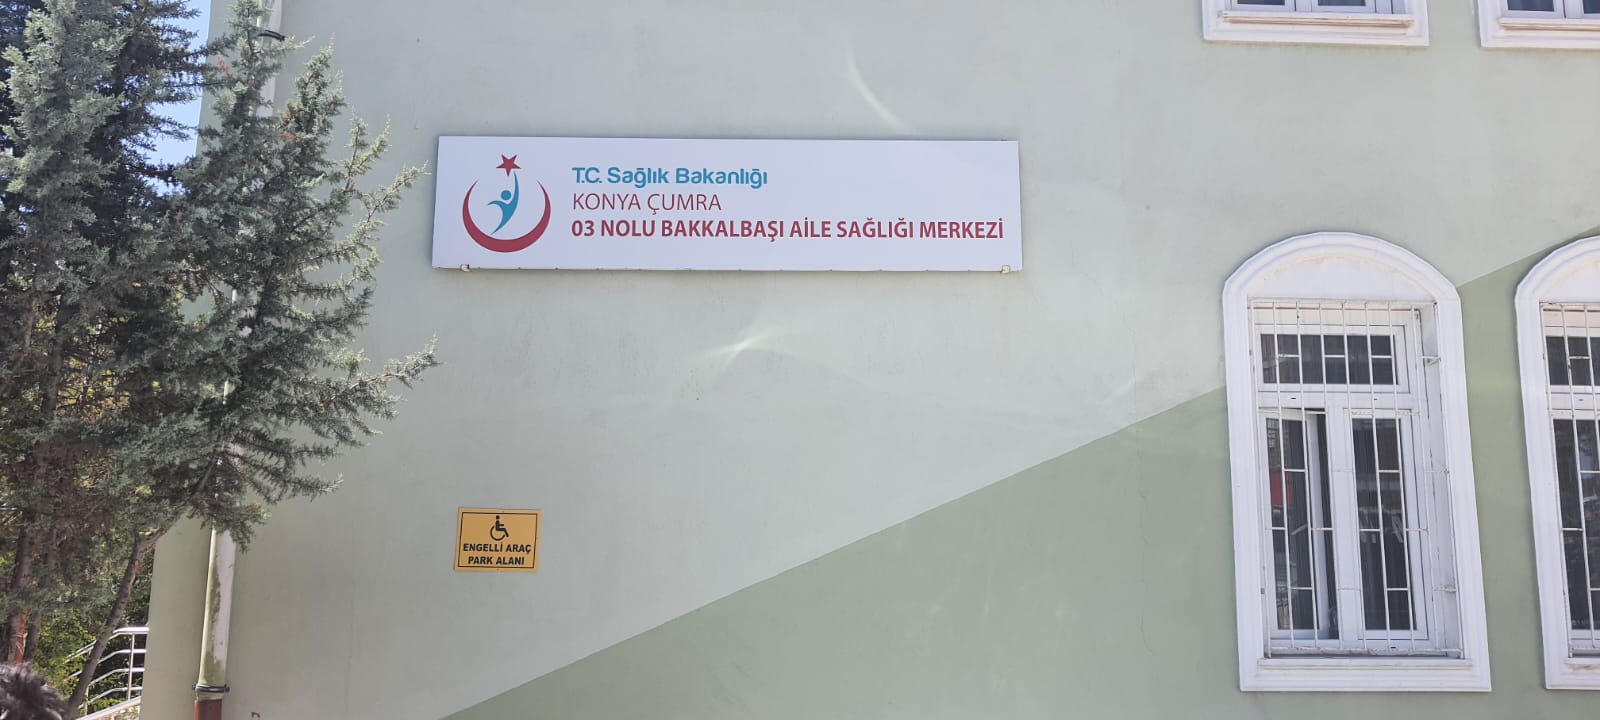 T.C. Sağlık Bakanlığı
KONYA ÇUMRA
03 NOLU BAKKALBAŞI AİLE SAĞLIĞI MERKEZİ
ENGELLİ ARAÇ
PARK ALANI